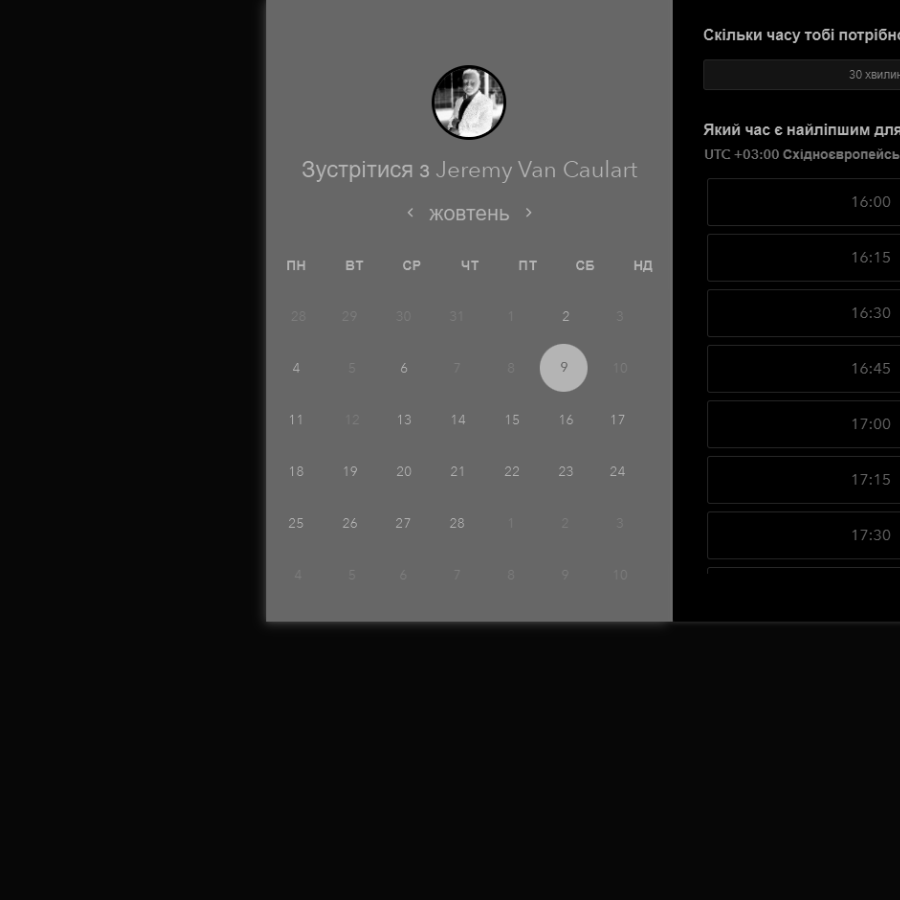 Зустрітися з Jeremy Van Caulart
‹ жовтень ›
ПН ВТ СР ЧТ ПТ СБ НД
28 29 30 31 1 2 3
4 5 6 7 8 9 10
11 12 13 14 15 16 17
18 19 20 21 22 23 24
25 26 27 28 1 2 3
4 5 6 7 8 9 10
Скільки часу тобі потрібно
30 хвилин
Який час є найліпшим для
UTC +03:00 Східноєвропейсь
16:00
16:15
16:30
16:45
17:00
17:15
17:30